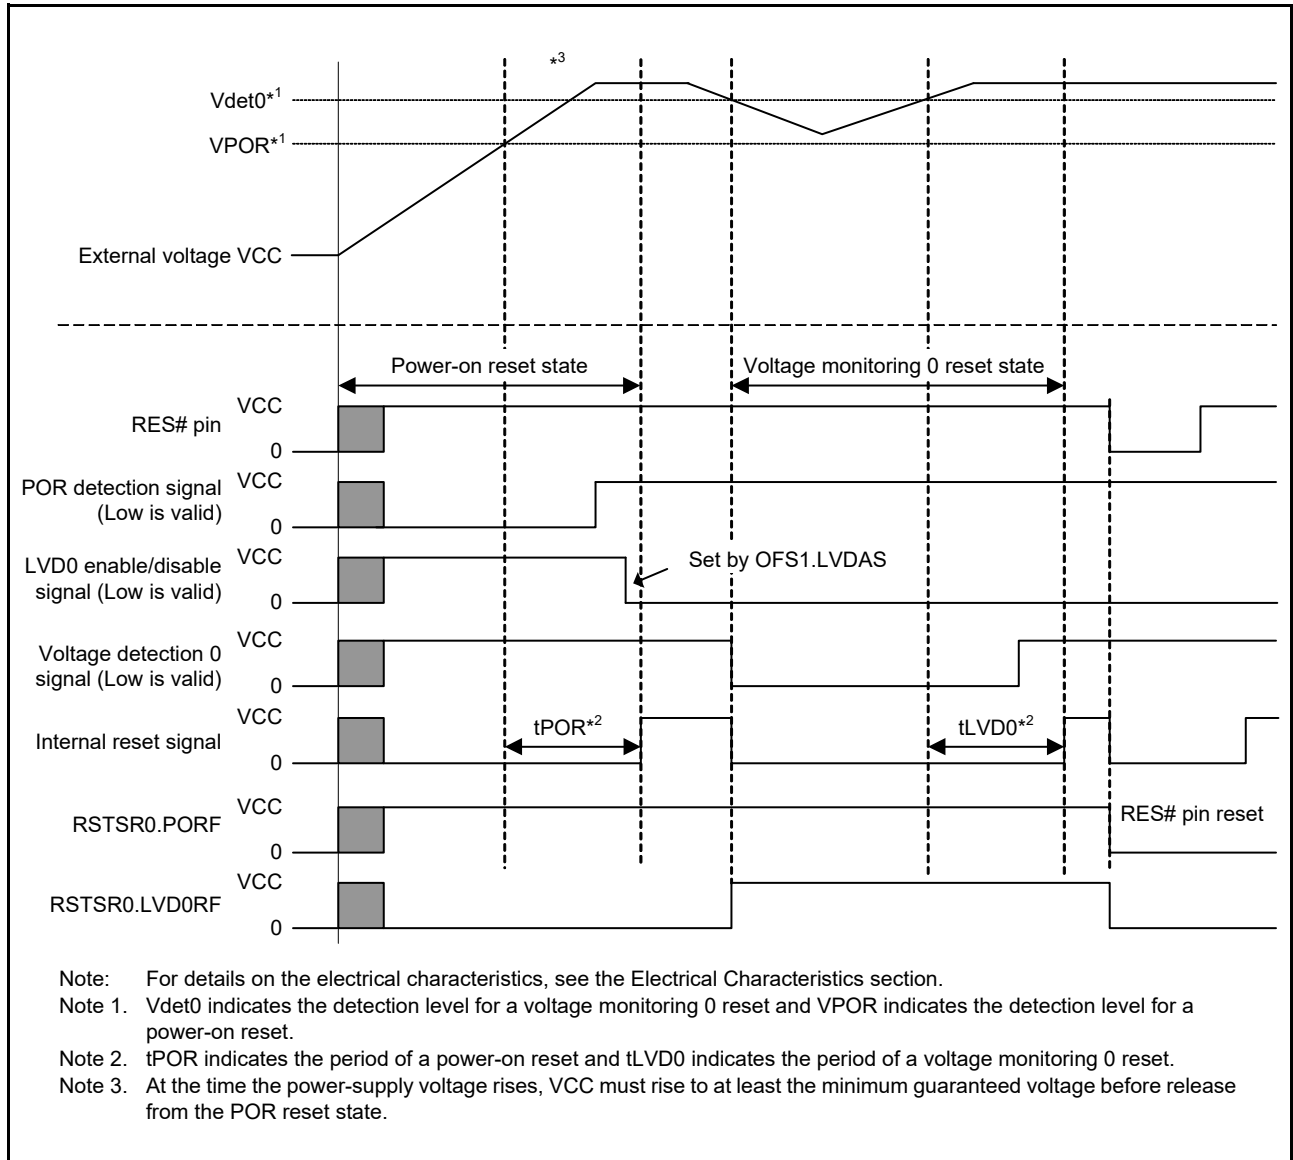 *3
Vdet0*1
VPOR*1
External voltage VCC
Power-on reset state
Voltage monitoring 0 reset state
RES# pin
VCC
0
POR detection signal
(Low is valid)
VCC
0
LVD0 enable/disable
signal (Low is valid)
VCC
0
Set by OFS1.LVDAS
Voltage detection 0
signal (Low is valid)
VCC
0
Internal reset signal
VCC
0
tPOR*2
tLVD0*2
RSTSR0.PORF
VCC
0
RES# pin reset
RSTSR0.LVD0RF
VCC
0
Note: For details on the electrical characteristics, see the Electrical Characteristics section.
Note 1. Vdet0 indicates the detection level for a voltage monitoring 0 reset and VPOR indicates the detection level for a
power-on reset.
Note 2. tPOR indicates the period of a power-on reset and tLVD0 indicates the period of a voltage monitoring 0 reset.
Note 3. At the time the power-supply voltage rises, VCC must rise to at least the minimum guaranteed voltage before release
from the POR reset state.